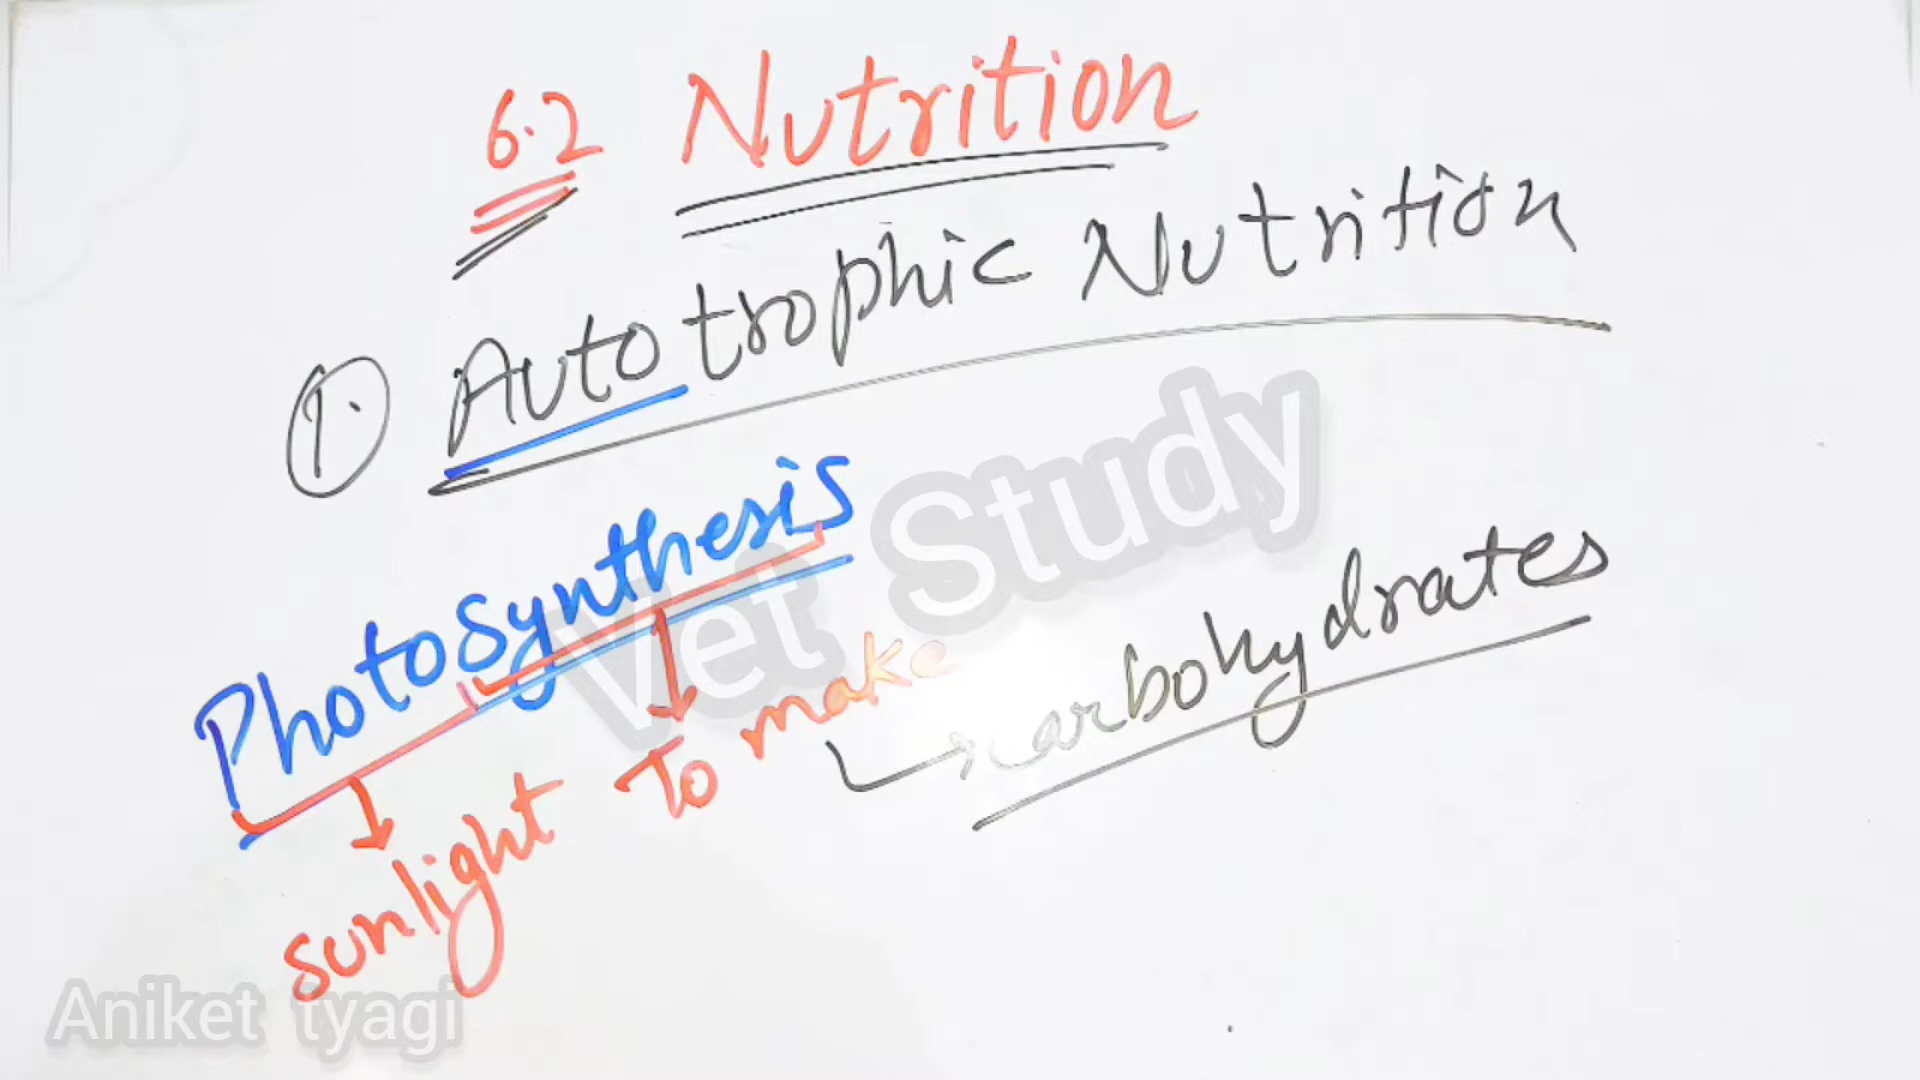 6.2 Nutrition
1. Autotrophic Nutrition
Photosynthesis
sunlight To make
carbohydrates
Vet Study
Aniket tyagi